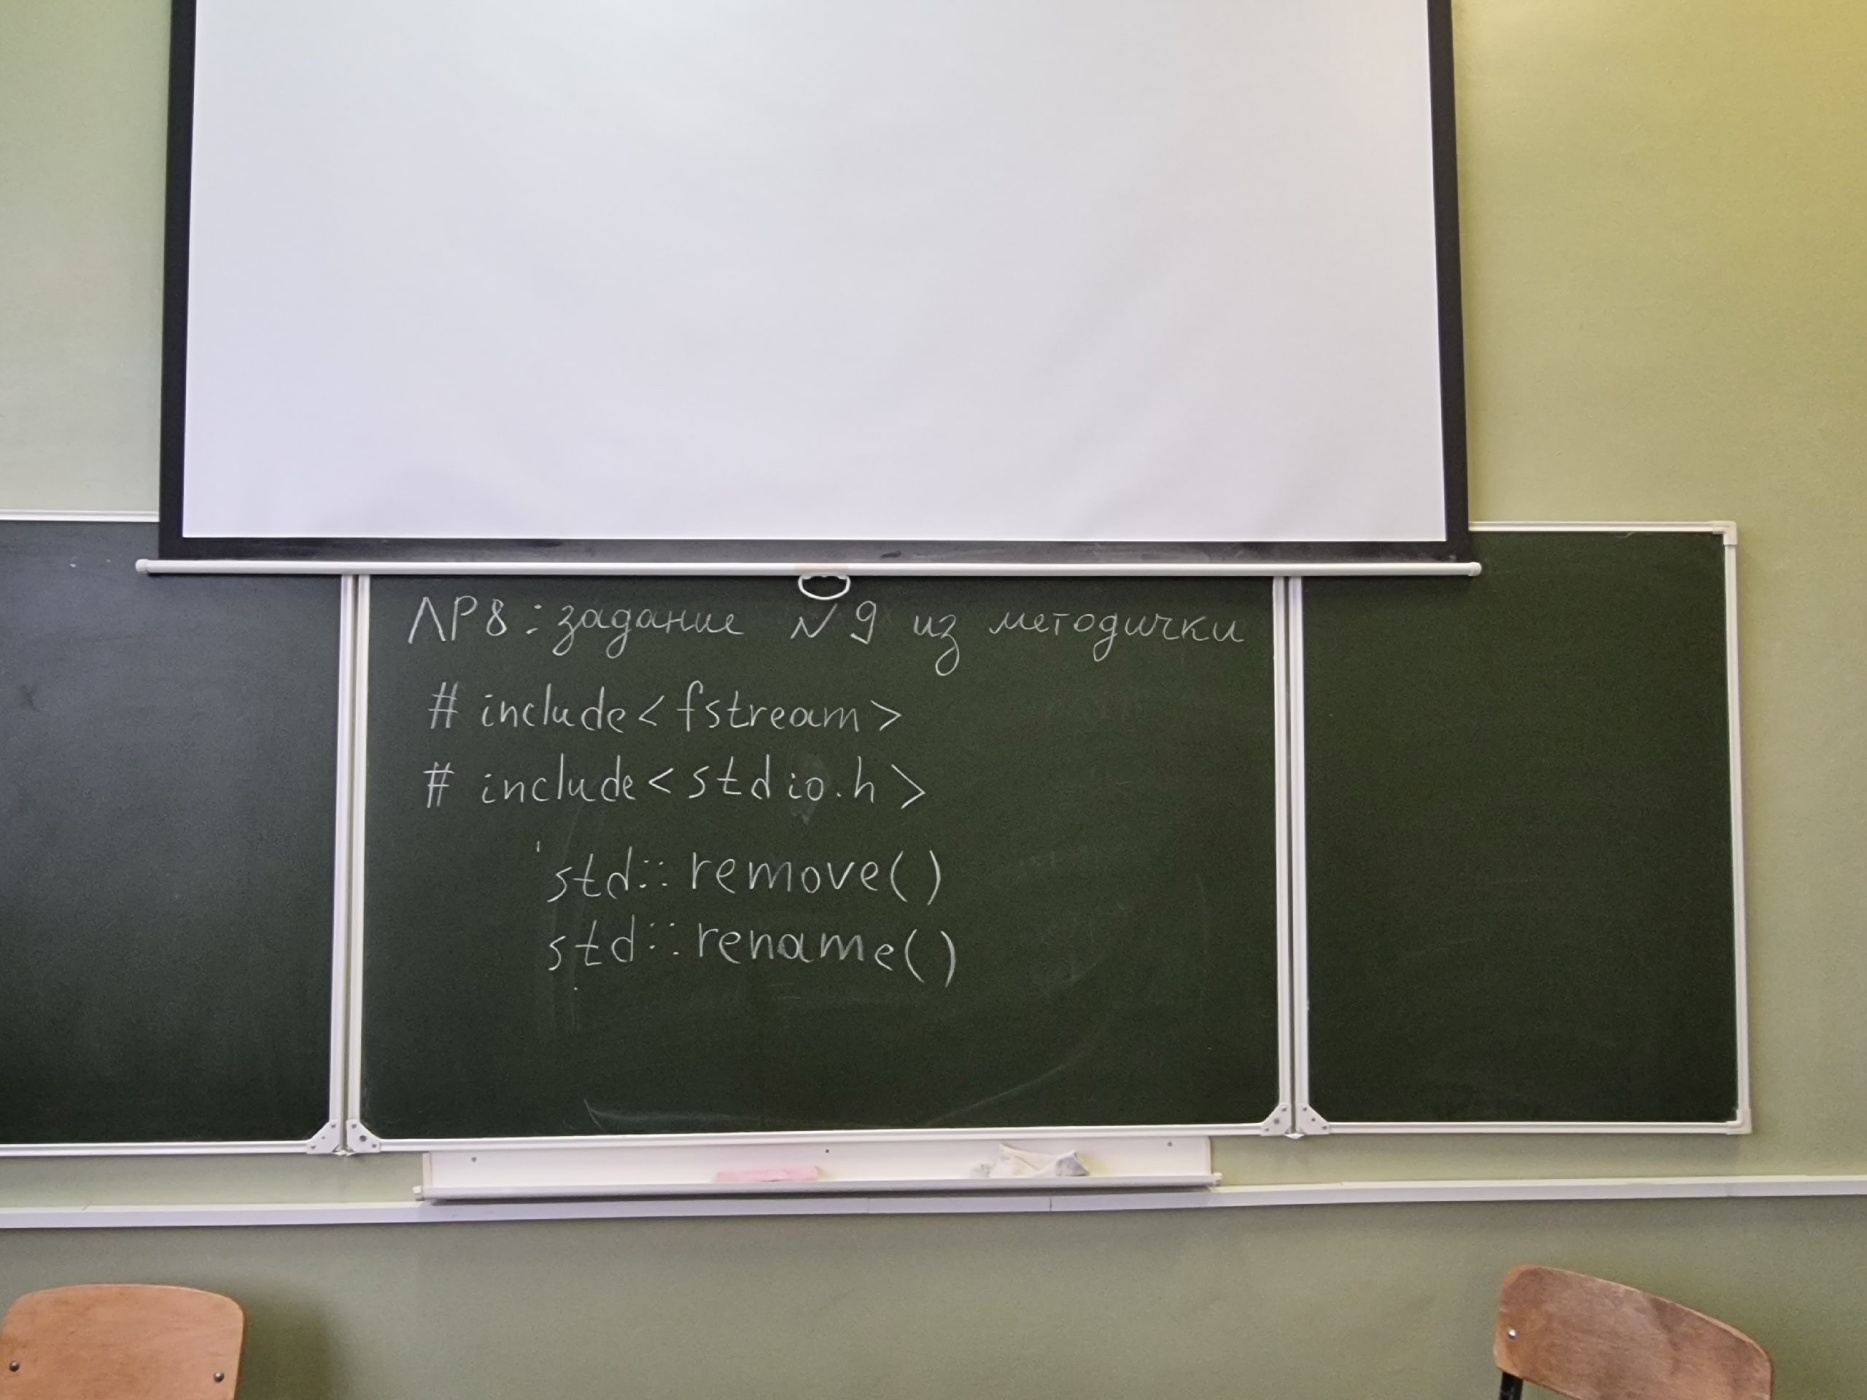 ЛР8: задание №9 из методички
# include <fstream>
# include <stdio.h>
std::remove()
std::rename()